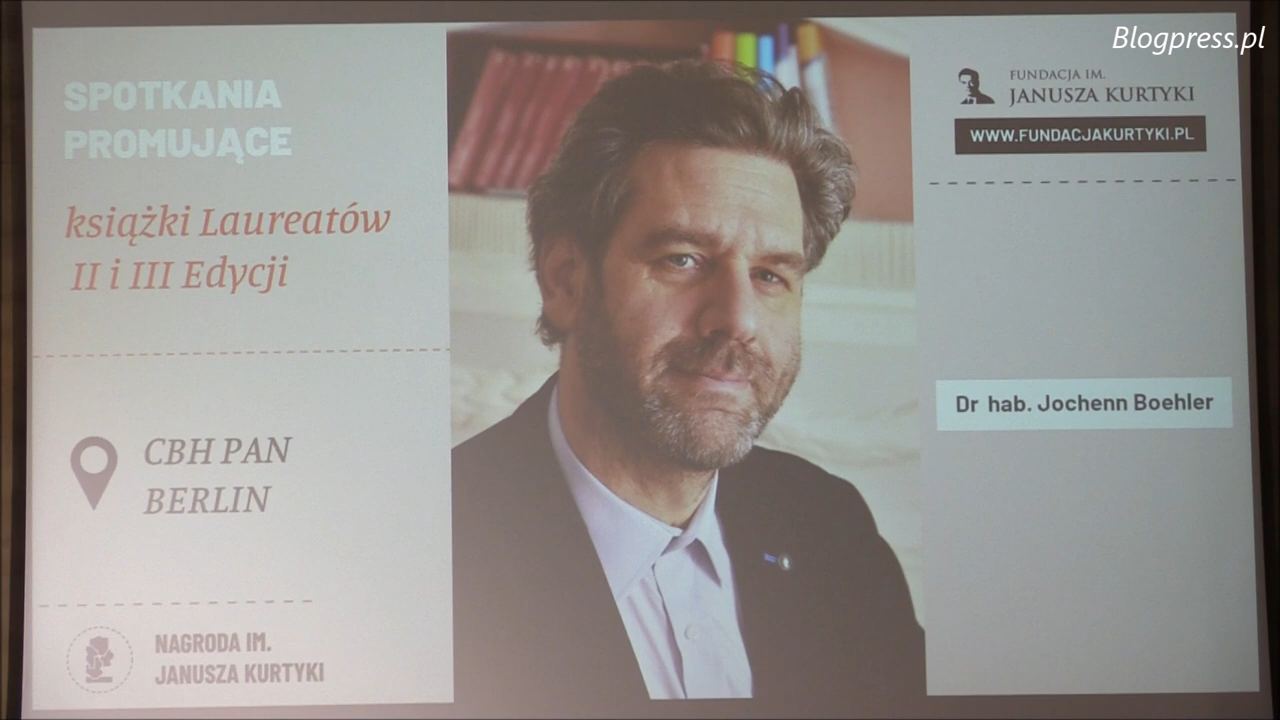 Blogpress.pl
SPOTKANIA
PROMUJĄCE
książki Laureatów
II i III Edycji
CBH PAN
BERLIN
NAGRODA IM.
JANUSZA KURTYKI
FUNDACJA IM.
JANUSZA KURTYKI
WWW.FUNDACJAKURTYKI.PL
Dr hab. Jochenn Boehler